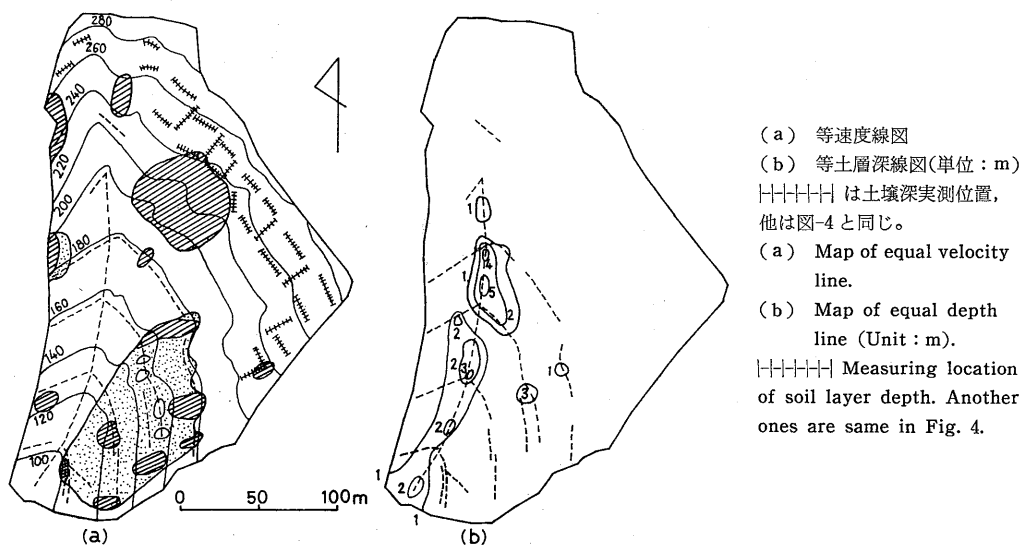 280
260
240
220
200
180
160
140
120
100
0 50 100m
(a)
1
14
1
5
2
2
2
3
1
3
2
1
2
1
(b)
(a) 等速度線図
(b) 等土層深線図(単位:m)
├┼┼┼┼┤は土壌深実測位置,
他は図-4と同じ。
(a) Map of equal velocity
line.
(b) Map of equal depth
line (Unit : m).
├┼┼┼┼┤ Measuring location
of soil layer depth. Another
ones are same in Fig. 4.